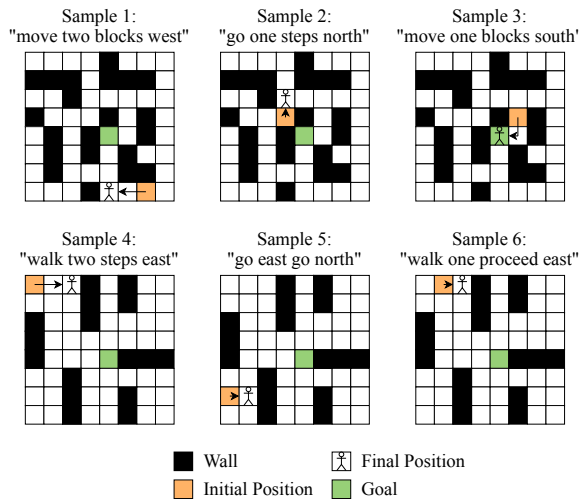 Sample 1:
"move two blocks west"
Sample 2:
"go one steps north"
Sample 3:
"move one blocks south"
Sample 4:
"walk two steps east"
Sample 5:
"go east go north"
Sample 6:
"walk one proceed east"
Wall
Final Position
Initial Position
Goal